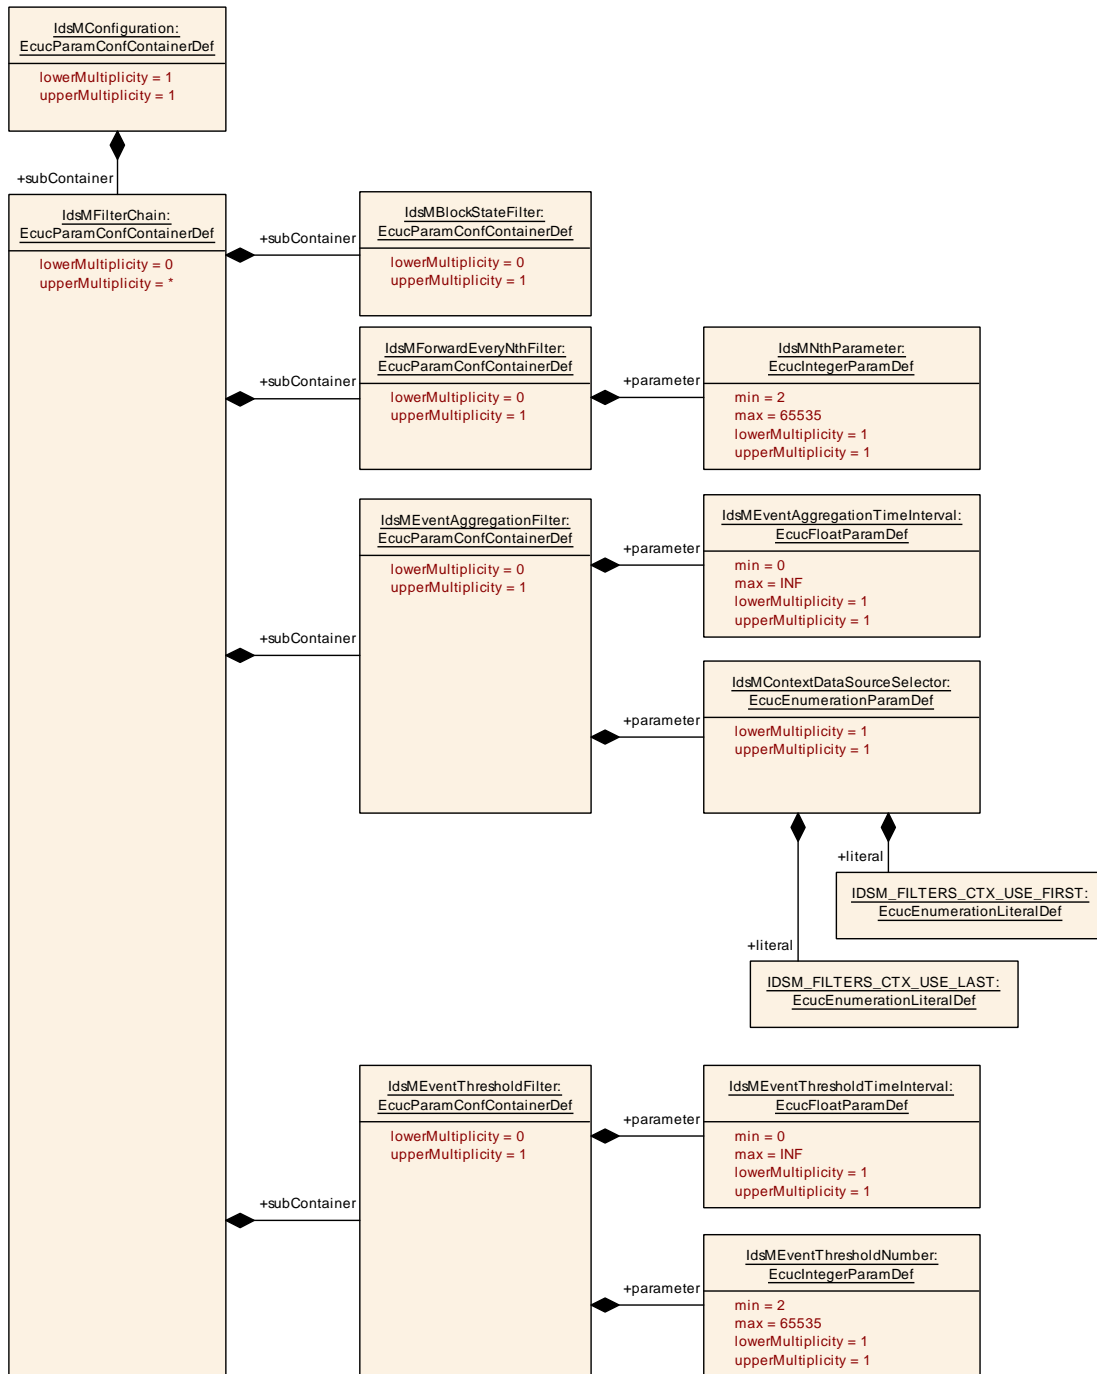 IdsMConfiguration:
EcucParamConfContainerDef
lowerMultiplicity = 1
upperMultiplicity = 1
+subContainer
IdsMFilterChain:
EcucParamConfContainerDef
lowerMultiplicity = 0
upperMultiplicity = *
+subContainer
IdsMBlockStateFilter:
EcucParamConfContainerDef
lowerMultiplicity = 0
upperMultiplicity = 1
+subContainer
IdsMForwardEveryNthFilter:
EcucParamConfContainerDef
lowerMultiplicity = 0
upperMultiplicity = 1
+parameter
IdsMNthParameter:
EcucIntegerParamDef
min = 2
max = 65535
lowerMultiplicity = 1
upperMultiplicity = 1
+subContainer
IdsMEventAggregationFilter:
EcucParamConfContainerDef
lowerMultiplicity = 0
upperMultiplicity = 1
+parameter
IdsMEventAggregationTimeInterval:
EcucFloatParamDef
min = 0
max = INF
lowerMultiplicity = 1
upperMultiplicity = 1
+parameter
IdsMContextDataSourceSelector:
EcucEnumerationParamDef
lowerMultiplicity = 1
upperMultiplicity = 1
+literal
IDSM_FILTERS_CTX_USE_FIRST:
EcucEnumerationLiteralDef
+literal
IDSM_FILTERS_CTX_USE_LAST:
EcucEnumerationLiteralDef
+subContainer
IdsMEventThresholdFilter:
EcucParamConfContainerDef
lowerMultiplicity = 0
upperMultiplicity = 1
+parameter
IdsMEventThresholdTimeInterval:
EcucFloatParamDef
min = 0
max = INF
lowerMultiplicity = 1
upperMultiplicity = 1
+parameter
IdsMEventThresholdNumber:
EcucIntegerParamDef
min = 2
max = 65535
lowerMultiplicity = 1
upperMultiplicity = 1